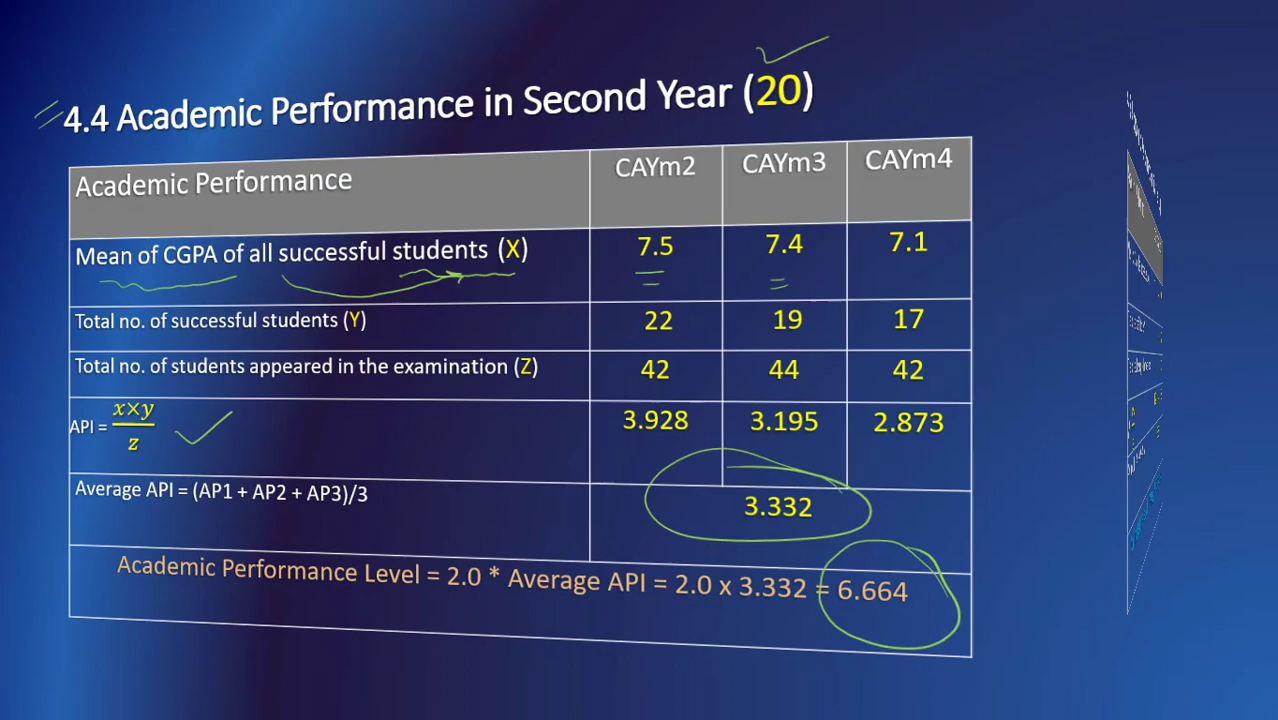 4.4 Academic Performance in Second Year (20)
Academic Performance CAYm2 CAYm3 CAYm4
Mean of CGPA of all successful students (X) 7.5 7.4 7.1
Total no. of successful students (Y) 22 19 17
Total no. of students appeared in the examination (Z) 42 44 42
API = x×y/z 3.928 3.195 2.873
Average API = (AP1 + AP2 + AP3)/3 3.332
Academic Performance Level = 2.0 * Average API = 2.0 x 3.332 = 6.664